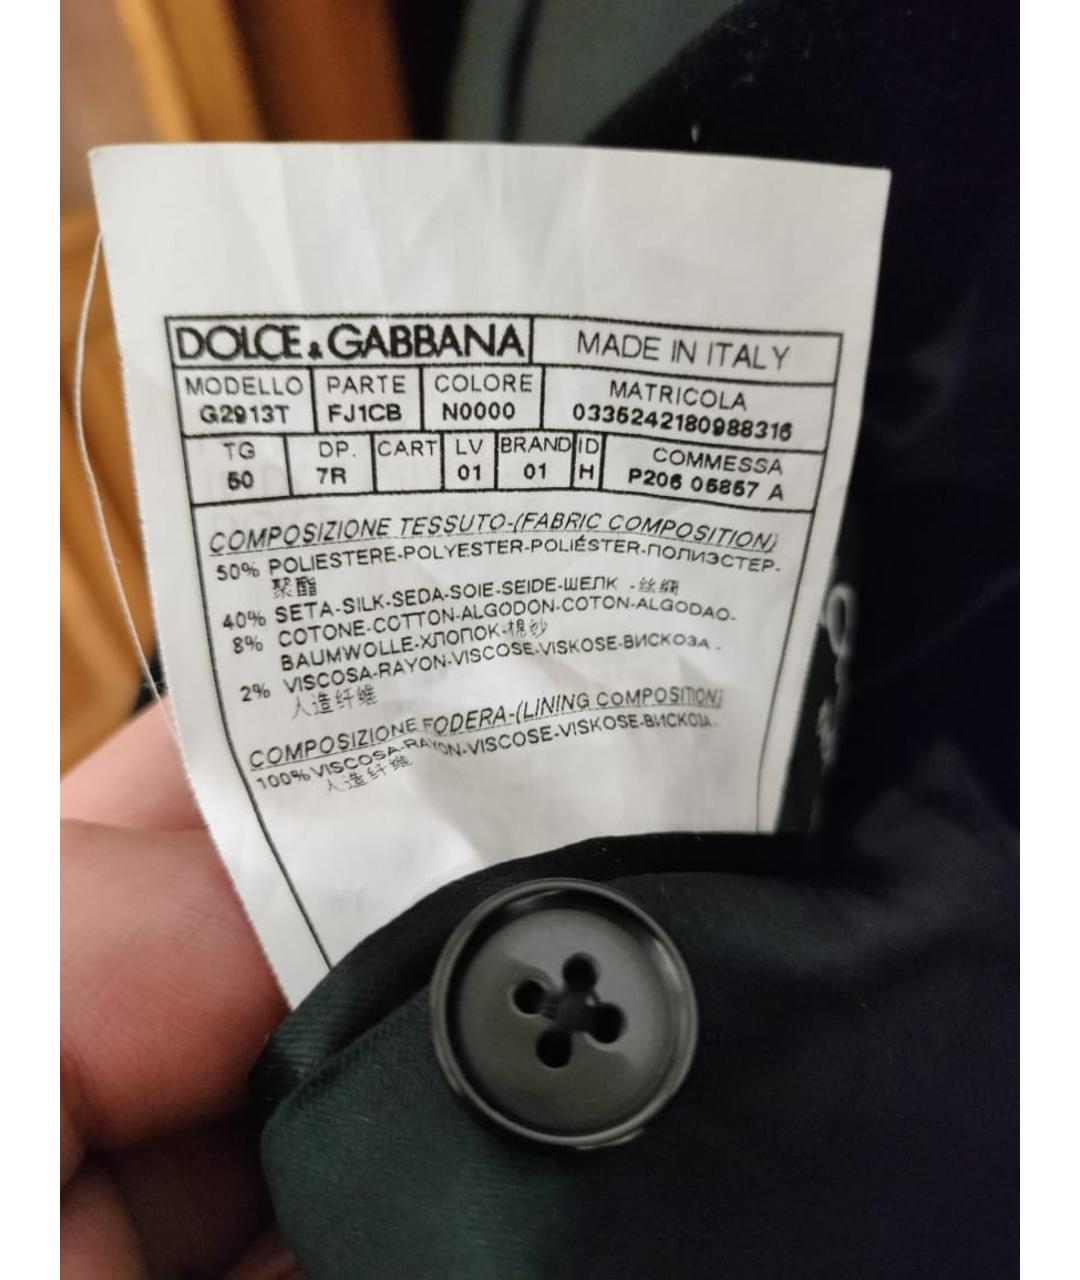 DOLCE & GABBANA MADE IN ITALY
MODELLO PARTE COLORE MATRICOLA
G2913T FJ1CB N0000 0335242180988316
TG DP. CART LV BRAND ID COMMESSA
50 7R 01 01 H P206 05857 A
COMPOSIZIONE TESSUTO-(FABRIC COMPOSITION)
50% POLIESTERE-POLYESTER-POLIÉSTER-ПОЛИЭСТЕР-
聚酯
40% SETA-SILK-SEDA-SOIE-SEIDE-ШЕЛК -丝绸
8% COTONE-COTTON-ALGODON-COTON-ALGODAO-
BAUMWOLLE-ХЛОПОК-棉纱
2% VISCOSA-RAYON-VISCOSE-VISKOSE-ВИСКОЗА -
人造纤维
COMPOSIZIONE FODERA-(LINING COMPOSITION)
100% VISCOSA-RAYON-VISCOSE-VISKOSE-ВИСКОЗА-
人造纤维